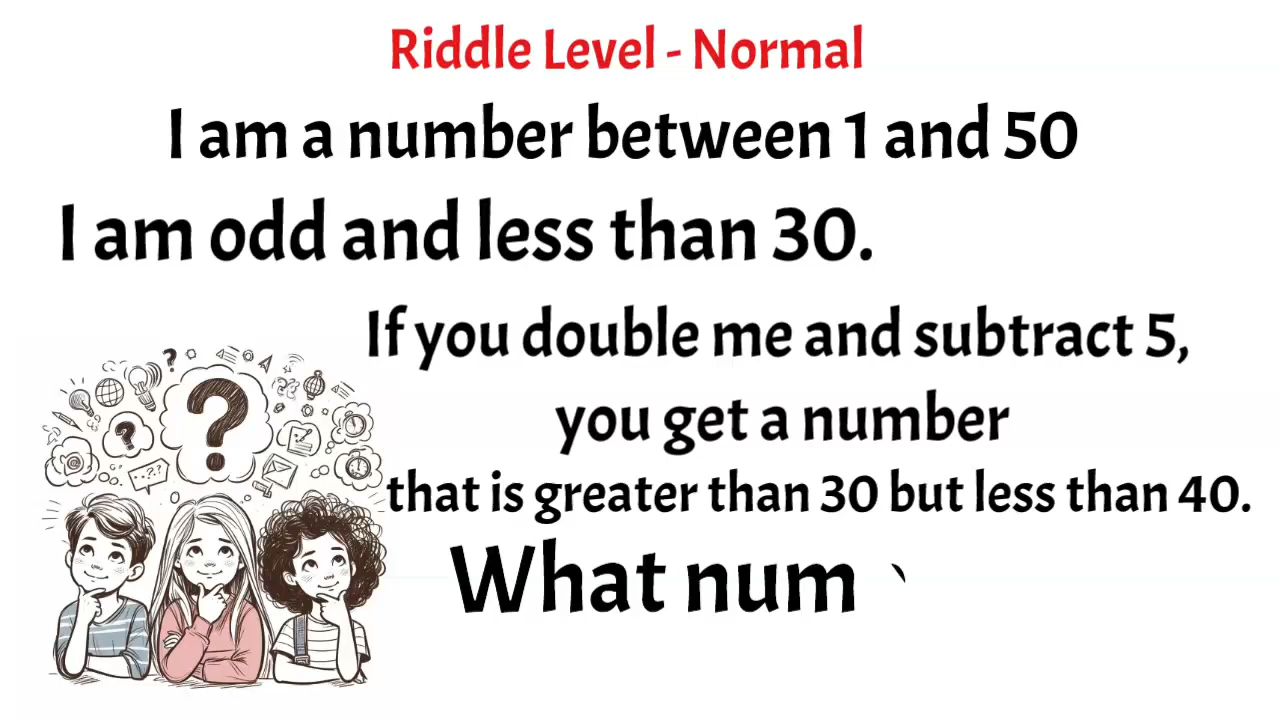 Riddle Level - Normal
I am a number between 1 and 50
I am odd and less than 30.
If you double me and subtract 5,
you get a number
that is greater than 30 but less than 40.
What num